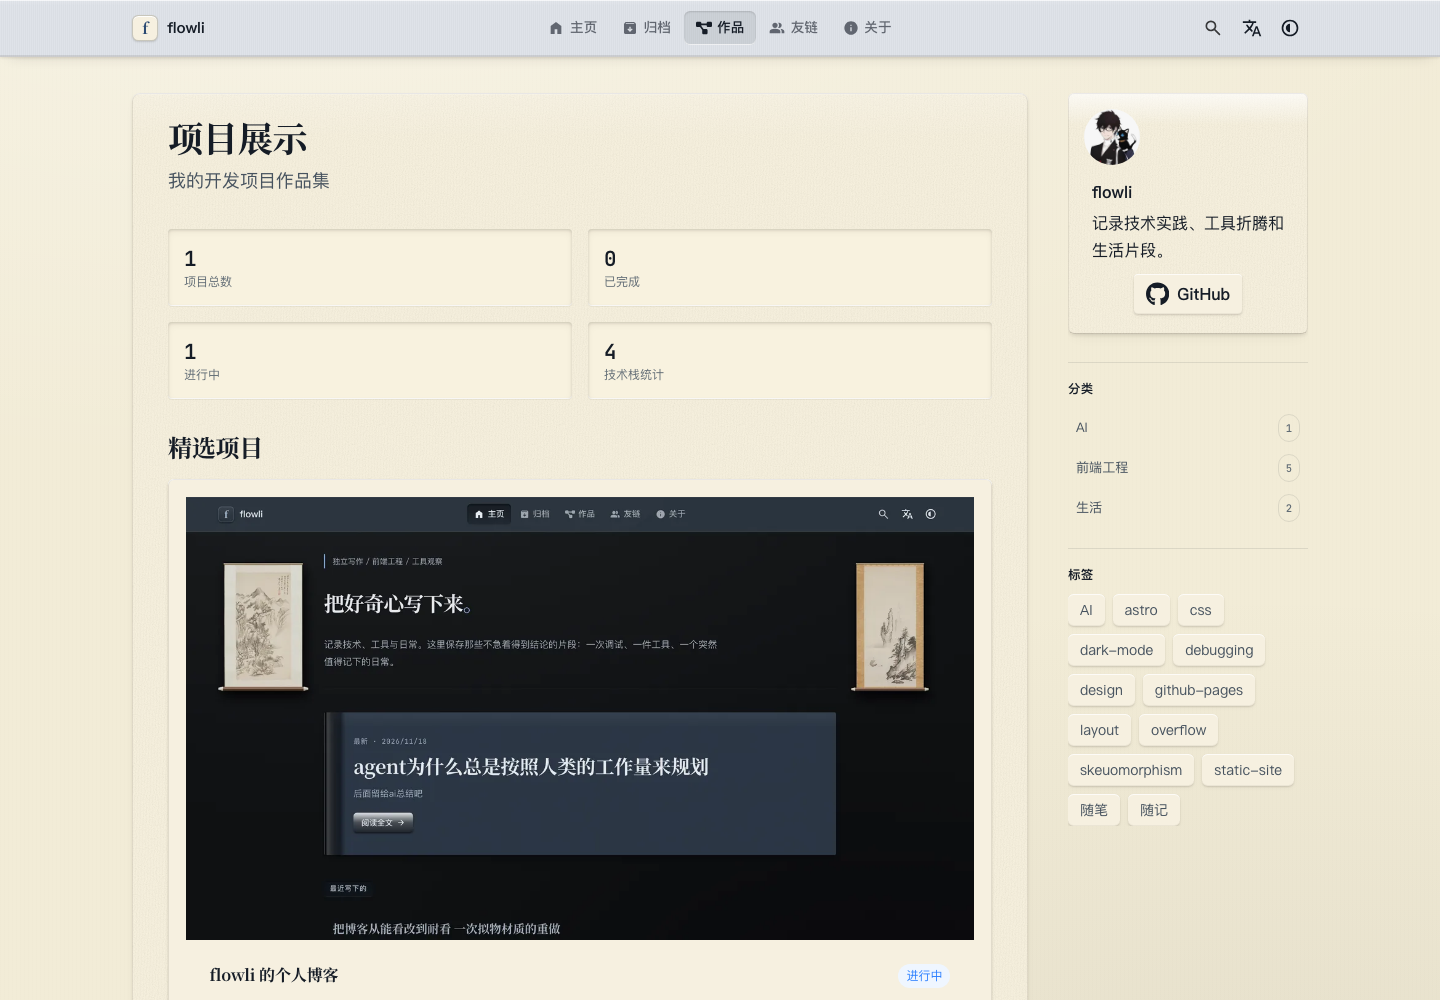 f flowli
主页 归档 作品 友链 关于
项目展示
我的开发项目作品集
1
项目总数
0
已完成
1
进行中
4
技术栈统计
精选项目
f flowli
主页 归档 作品 友链 关于
独立写作 / 前端工程 / 工具观察
把好奇心写下来。
记录技术、工具与日常。这里保存那些不急着得到结论的片段：一次调试、一件工具、一个突然
值得记下的日常。
最新 · 2026/11/18
agent为什么总是按照人类的工作量来规划
后面留给ai总结吧
阅读全文 →
最近写下的
把博客从能看改到耐看 一次拟物材质的重做
flowli 的个人博客
进行中
flowli
记录技术实践、工具折腾和
生活片段。
GitHub
分类
AI 1
前端工程 5
生活 2
标签
AI astro css
dark-mode debugging
design github-pages
layout overflow
skeuomorphism static-site
随笔 随记